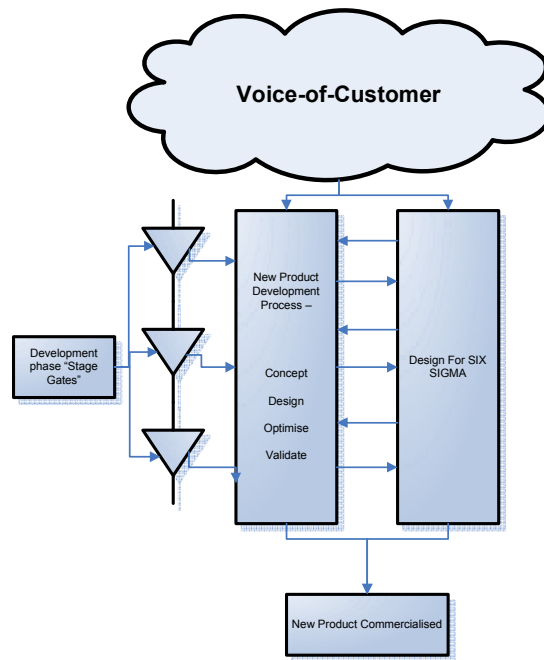 Voice-of-Customer
New Product
Development
Process –
Concept
Design
Optimise
Validate
Design For SIX
SIGMA
Development
phase “Stage
Gates”
New Product Commercialised